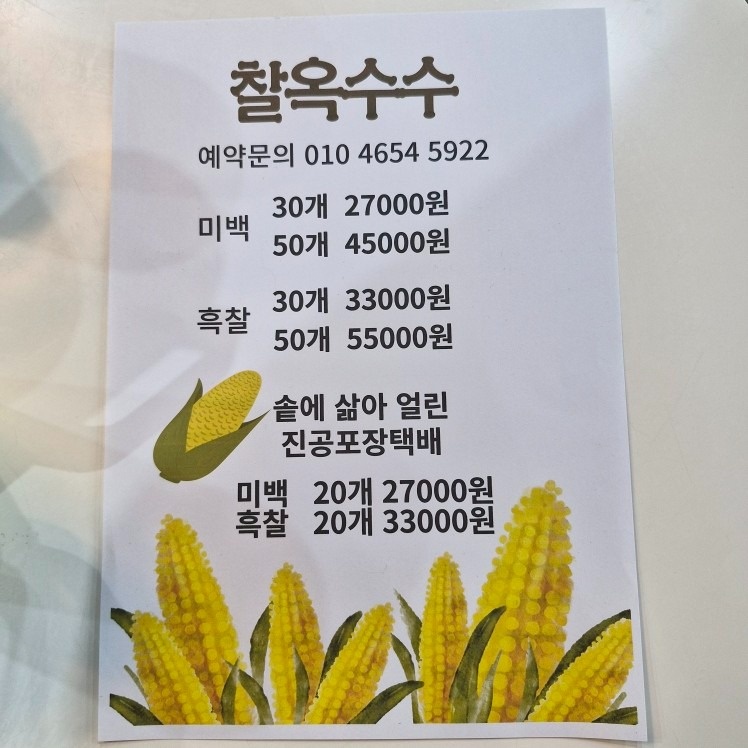 찰옥수수
예약문의 010 4654 5922
미백
30개 27000원
50개 45000원
흑찰
30개 33000원
50개 55000원
솥에 삶아 얼린
진공포장택배
미백 20개 27000원
흑찰 20개 33000원